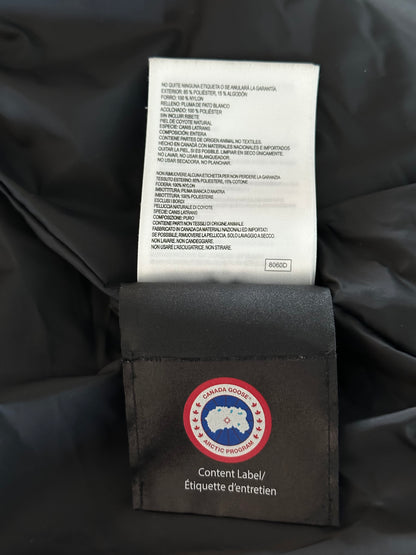 NO QUITE NINGUNA ETIQUETA O SE ANULARÁ LA GARANTÍA.
EXTERIOR: 85 % POLIÉSTER, 15 % ALGODÓN
FORRO: 100 % NYLON
RELLENO: PLUMA DE PATO BLANCO
ACOLCHADO: 100 % POLIÉSTER
SIN INCLUIR RIBETE
PIEL DE COYOTE NATURAL
ESPECIE: CANIS LATRANS
COMPOSICIÓN: ENTERA
CONTIENE PARTES DE ORIGEN ANIMAL NO TEXTILES.
HECHO EN CANADÁ CON MATERIALES NACIONALES E IMPORTADOS
QUITAR LA PIEL, SI ES POSIBLE. LIMPIAR EN SECO ÚNICAMENTE.
NO LAVAR, NO USAR BLANQUEADOR.
NO USAR SECADORA, NO PLANCHAR.
NON RIMUOVERE ALCUNA ETICHETTA PER NON PERDERE LA GARANZIA
TESSUTO ESTERNO: 85% POLIESTERE, 15% COTONE
FODERA: 100% NYLON
IMBOTTITURA: PIUMA BIANCA D'ANATRA
IMBOTTITURA: 100% POLIESTERE
ESCLUSI I BORDI
PELLICCIA NATURALE DI COYOTE
SPECIE: CANIS LATRANS
COMPOSIZIONE: PURO
CONTIENE PARTI NON TESSILI DI ORIGINE ANIMALE.
FABBRICATO IN CANADA DA MATERIALI NAZIONALI ED IMPORTATI
SE POSSIBILE, RIMUOVERE LA PELLICCIA, SOLO LAVAGGIO A SECCO.
NON LAVARE, NON CANDEGGIARE.
NON USARE L'ASCIUGATRICE, NON STIRARE.
8060D
CANADA GOOSE
ARCTIC PROGRAM
Content Label/
Étiquette d'entretien